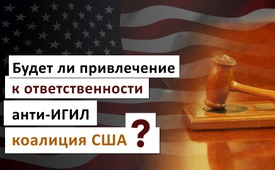 Будет ли привлечение
к ответственности
анти-ИГИЛ
коалиция США ?